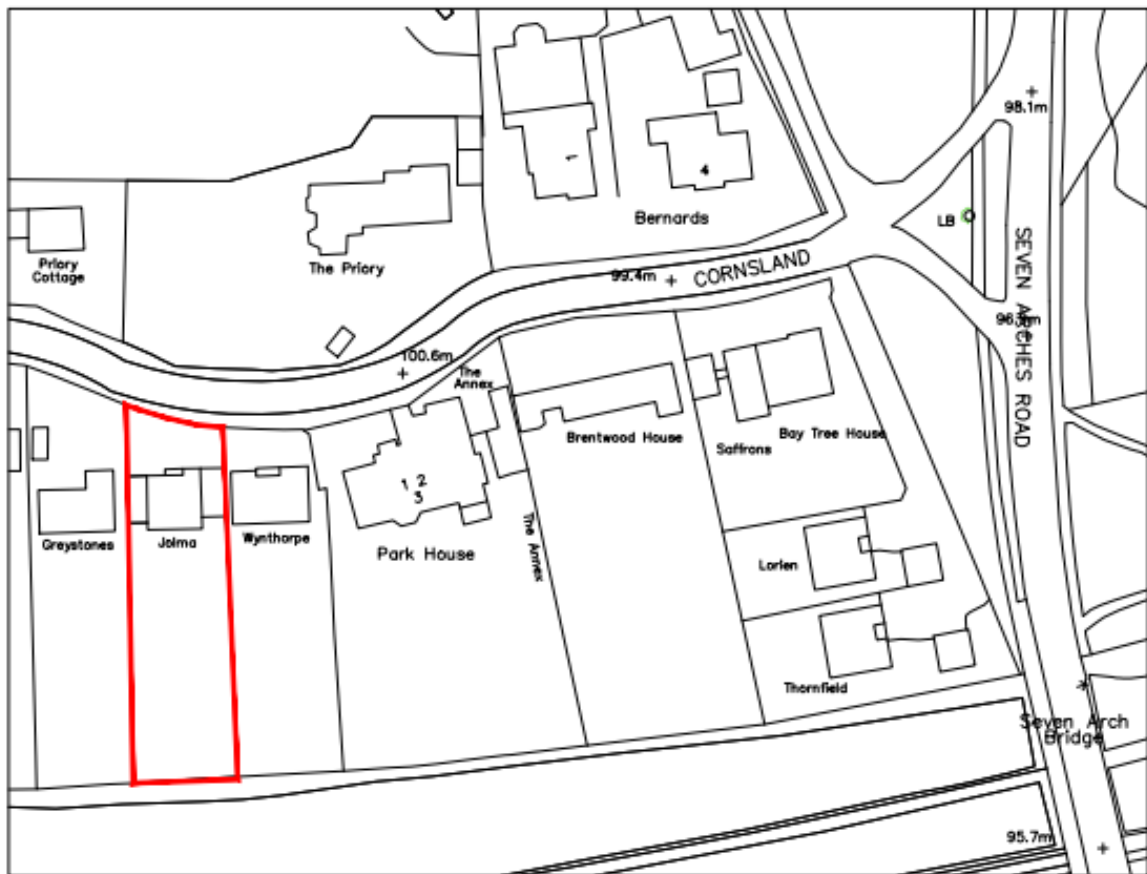 98.1m
1
4
Bernards
LB
Priory
Cottage
The Priory
99.4m
CORNSLAND
SEVEN ARCHES ROAD
100.6m
The
Annex
Brentwood House
Bay Tree House
Saffrons
1 2
3
Greystones
Jolma
Wynthorpe
Park House
The Annex
Lorien
Thornfield
Seven Arch
Bridge
95.7m